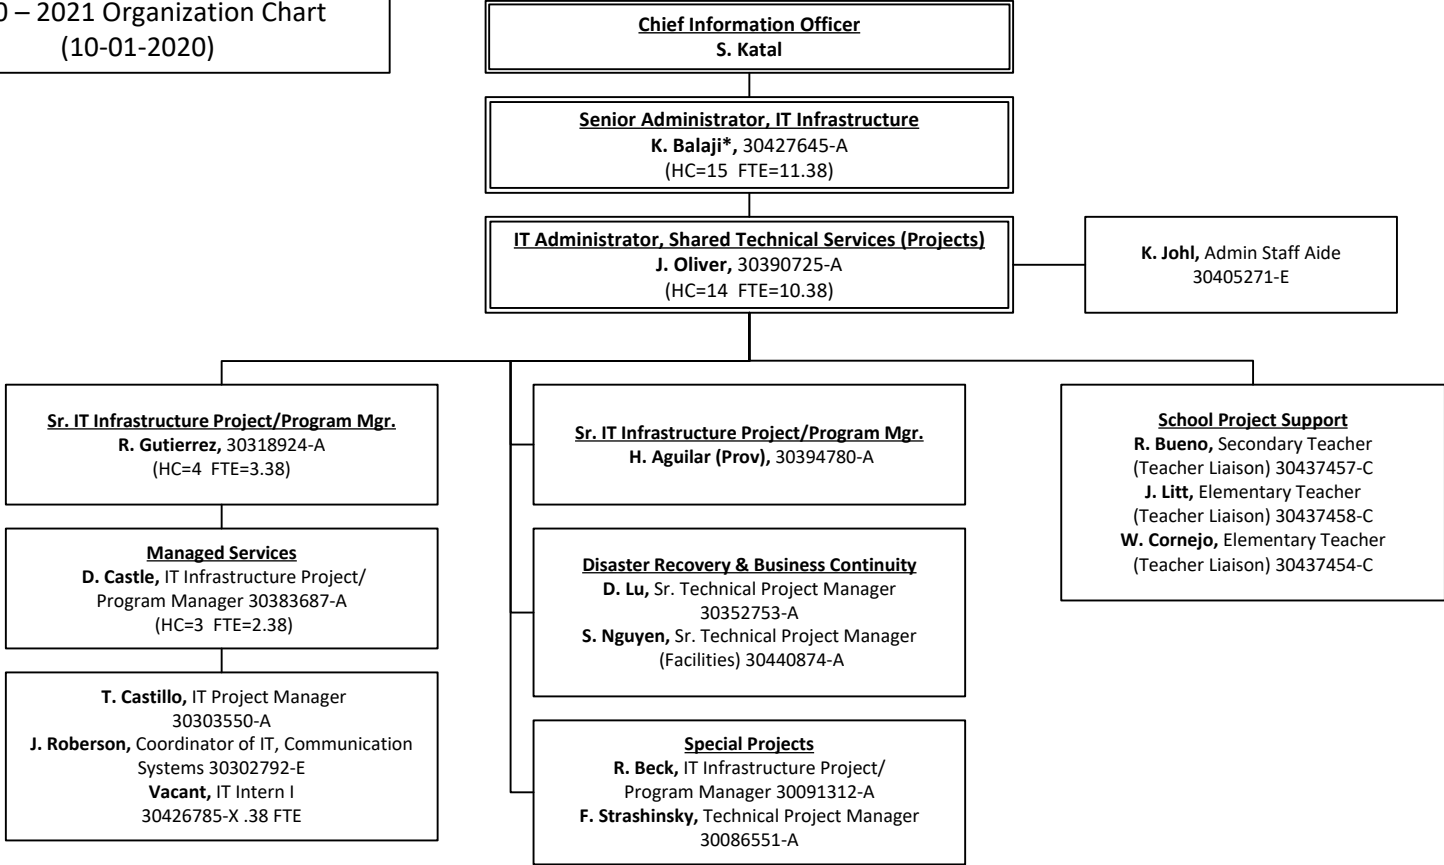 – 2021 Organization Chart
(10-01-2020)
Chief Information Officer
S. Katal
Senior Administrator, IT Infrastructure
K. Balaji*, 30427645-A
(HC=15 FTE=11.38)
IT Administrator, Shared Technical Services (Projects)
J. Oliver, 30390725-A
(HC=14 FTE=10.38)
K. Johl, Admin Staff Aide
30405271-E
Sr. IT Infrastructure Project/Program Mgr.
R. Gutierrez, 30318924-A
(HC=4 FTE=3.38)
Managed Services
D. Castle, IT Infrastructure Project/
Program Manager 30383687-A
(HC=3 FTE=2.38)
T. Castillo, IT Project Manager
30303550-A
J. Roberson, Coordinator of IT, Communication
Systems 30302792-E
Vacant, IT Intern I
30426785-X .38 FTE
Sr. IT Infrastructure Project/Program Mgr.
H. Aguilar (Prov), 30394780-A
Disaster Recovery & Business Continuity
D. Lu, Sr. Technical Project Manager
30352753-A
S. Nguyen, Sr. Technical Project Manager
(Facilities) 30440874-A
Special Projects
R. Beck, IT Infrastructure Project/
Program Manager 30091312-A
F. Strashinsky, Technical Project Manager
30086551-A
School Project Support
R. Bueno, Secondary Teacher
(Teacher Liaison) 30437457-C
J. Litt, Elementary Teacher
(Teacher Liaison) 30437458-C
W. Cornejo, Elementary Teacher
(Teacher Liaison) 30437454-C